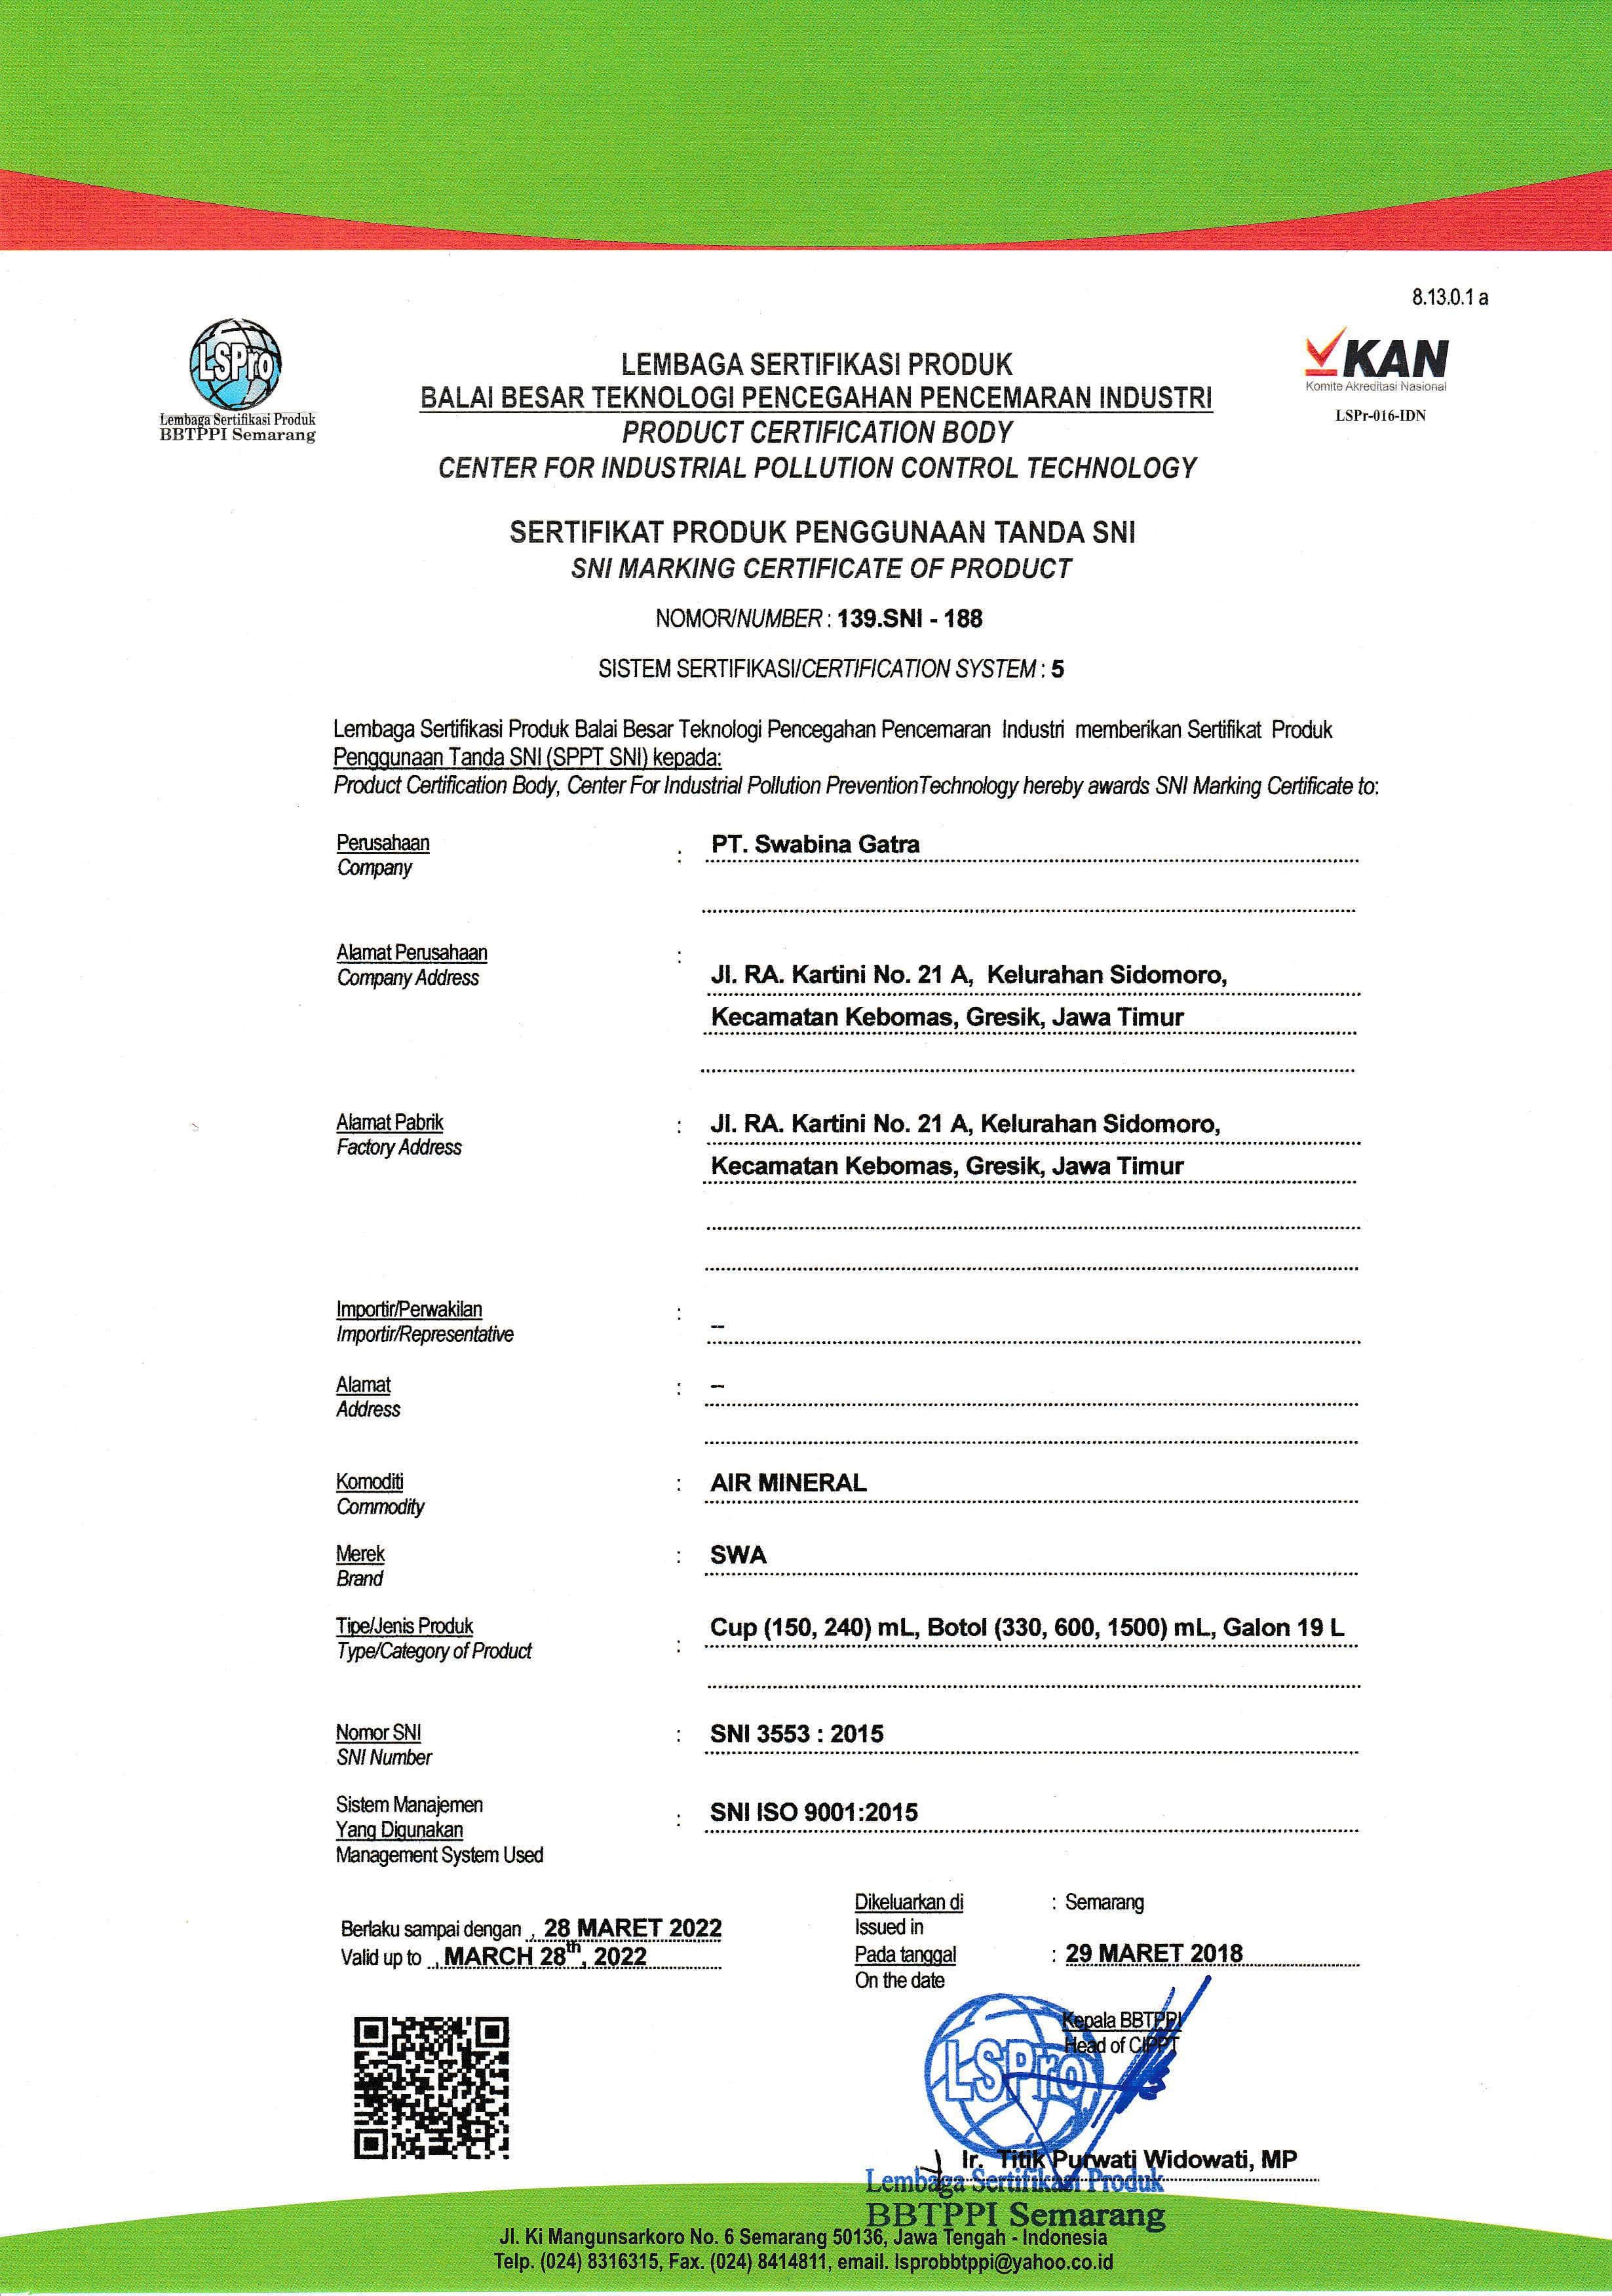 8.13.0.1 a
LSPro
Lembaga Sertifikasi Produk
BBTPPI Semarang
KAN
Komite Akreditasi Nasional
LSPr-016-IDN
LEMBAGA SERTIFIKASI PRODUK
BALAI BESAR TEKNOLOGI PENCEGAHAN PENCEMARAN INDUSTRI
PRODUCT CERTIFICATION BODY
CENTER FOR INDUSTRIAL POLLUTION CONTROL TECHNOLOGY
SERTIFIKAT PRODUK PENGGUNAAN TANDA SNI
SNI MARKING CERTIFICATE OF PRODUCT
NOMOR/NUMBER : 139.SNI - 188
SISTEM SERTIFIKASI/CERTIFICATION SYSTEM : 5
Lembaga Sertifikasi Produk Balai Besar Teknologi Pencegahan Pencemaran Industri memberikan Sertifikat Produk
Penggunaan Tanda SNI (SPPT SNI) kepada:
Product Certification Body, Center For Industrial Pollution PreventionTechnology hereby awards SNI Marking Certificate to:
Perusahaan : PT. Swabina Gatra
Company
Alamat Perusahaan :
Company Address Jl. RA. Kartini No. 21 A, Kelurahan Sidomoro,
Kecamatan Kebomas, Gresik, Jawa Timur
Alamat Pabrik : Jl. RA. Kartini No. 21 A, Kelurahan Sidomoro,
Factory Address
Kecamatan Kebomas, Gresik, Jawa Timur
Importir/Perwakilan : --
Importir/Representative
Alamat : --
Address
Komoditi : AIR MINERAL
Commodity
Merek : SWA
Brand
Tipe/Jenis Produk : Cup (150, 240) mL, Botol (330, 600, 1500) mL, Galon 19 L
Type/Category of Product
Nomor SNI : SNI 3553 : 2015
SNI Number
Sistem Manajemen : SNI ISO 9001:2015
Yang Digunakan
Management System Used
Berlaku sampai dengan , 28 MARET 2022
Valid up to , MARCH 28th, 2022
Dikeluarkan di : Semarang
Issued in
Pada tanggal : 29 MARET 2018
On the date
Kepala BBTPPI
Head of CIPPT
LSPro
Ir. Titik Purwati Widowati, MP
Lembaga Sertifikasi Produk
BBTPPI Semarang
Jl. Ki Mangunsarkoro No. 6 Semarang 50136, Jawa Tengah - Indonesia
Telp. (024) 8316315, Fax. (024) 8414811, email. lsprobbtppi@yahoo.co.id